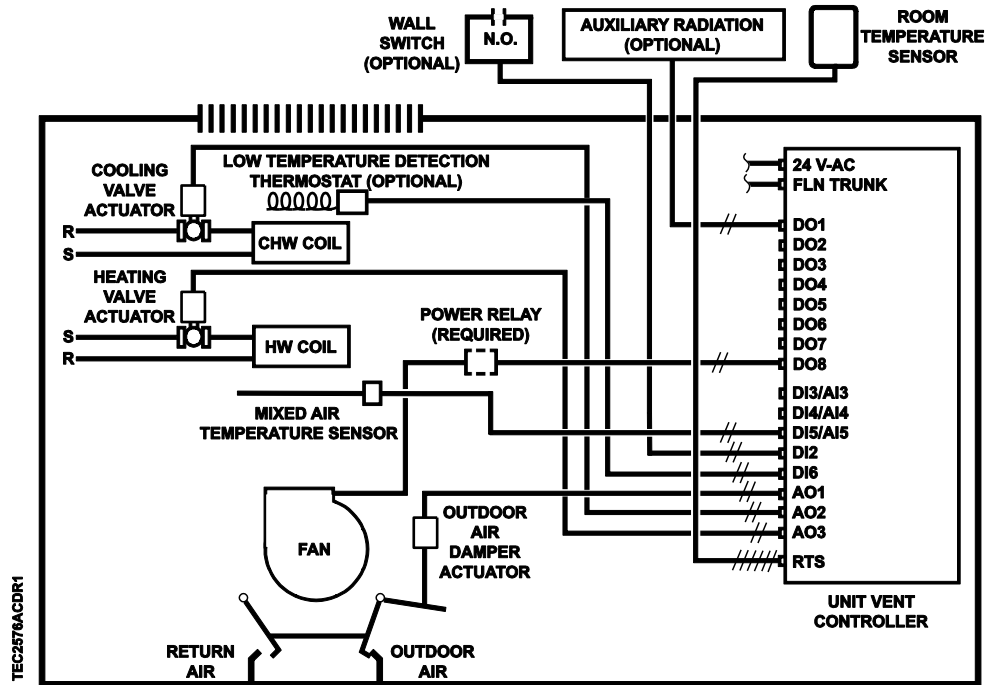 WALL
SWITCH
(OPTIONAL)
N.O.
AUXILIARY RADIATION
(OPTIONAL)
ROOM
TEMPERATURE
SENSOR
COOLING
VALVE
ACTUATOR
LOW TEMPERATURE DETECTION
THERMOSTAT (OPTIONAL)
R
S
CHW COIL
HEATING
VALVE
ACTUATOR
S
R
HW COIL
POWER RELAY
(REQUIRED)
MIXED AIR
TEMPERATURE SENSOR
FAN
OUTDOOR
AIR
DAMPER
ACTUATOR
RETURN
AIR
OUTDOOR
AIR
24 V-AC
FLN TRUNK
DO1
DO2
DO3
DO4
DO5
DO6
DO7
DO8
DI3/AI3
DI4/AI4
DI5/AI5
DI2
DI6
AO1
AO2
AO3
RTS
UNIT VENT
CONTROLLER
TEC2576ACDR1